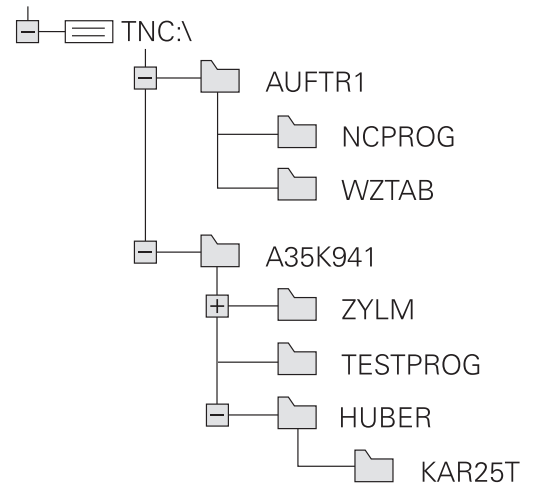 TNC:\
AUFTR1
NCPROG
WZTAB
A35K941
ZYLM
TESTPROG
HUBER
KAR25T